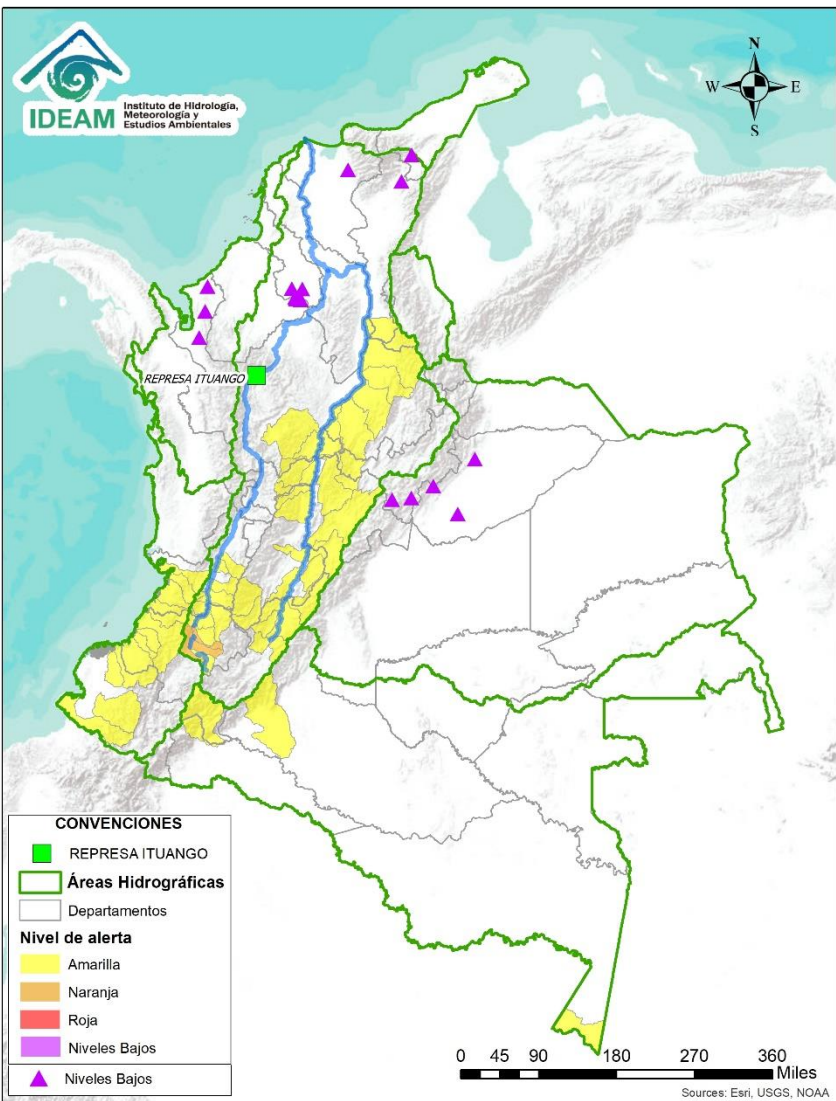 IDEAM
Instituto de Hidrología,
Meteorología y
Estudios Ambientales
N
W
E
S
REPRESA ITUANGO
CONVENCIONES
REPRESA ITUANGO
Áreas Hidrográficas
Departamentos
Nivel de alerta
Amarilla
Naranja
Roja
Niveles Bajos
Niveles Bajos
0 45 90 180 270 360
Miles
Sources: Esri, USGS, NOAA